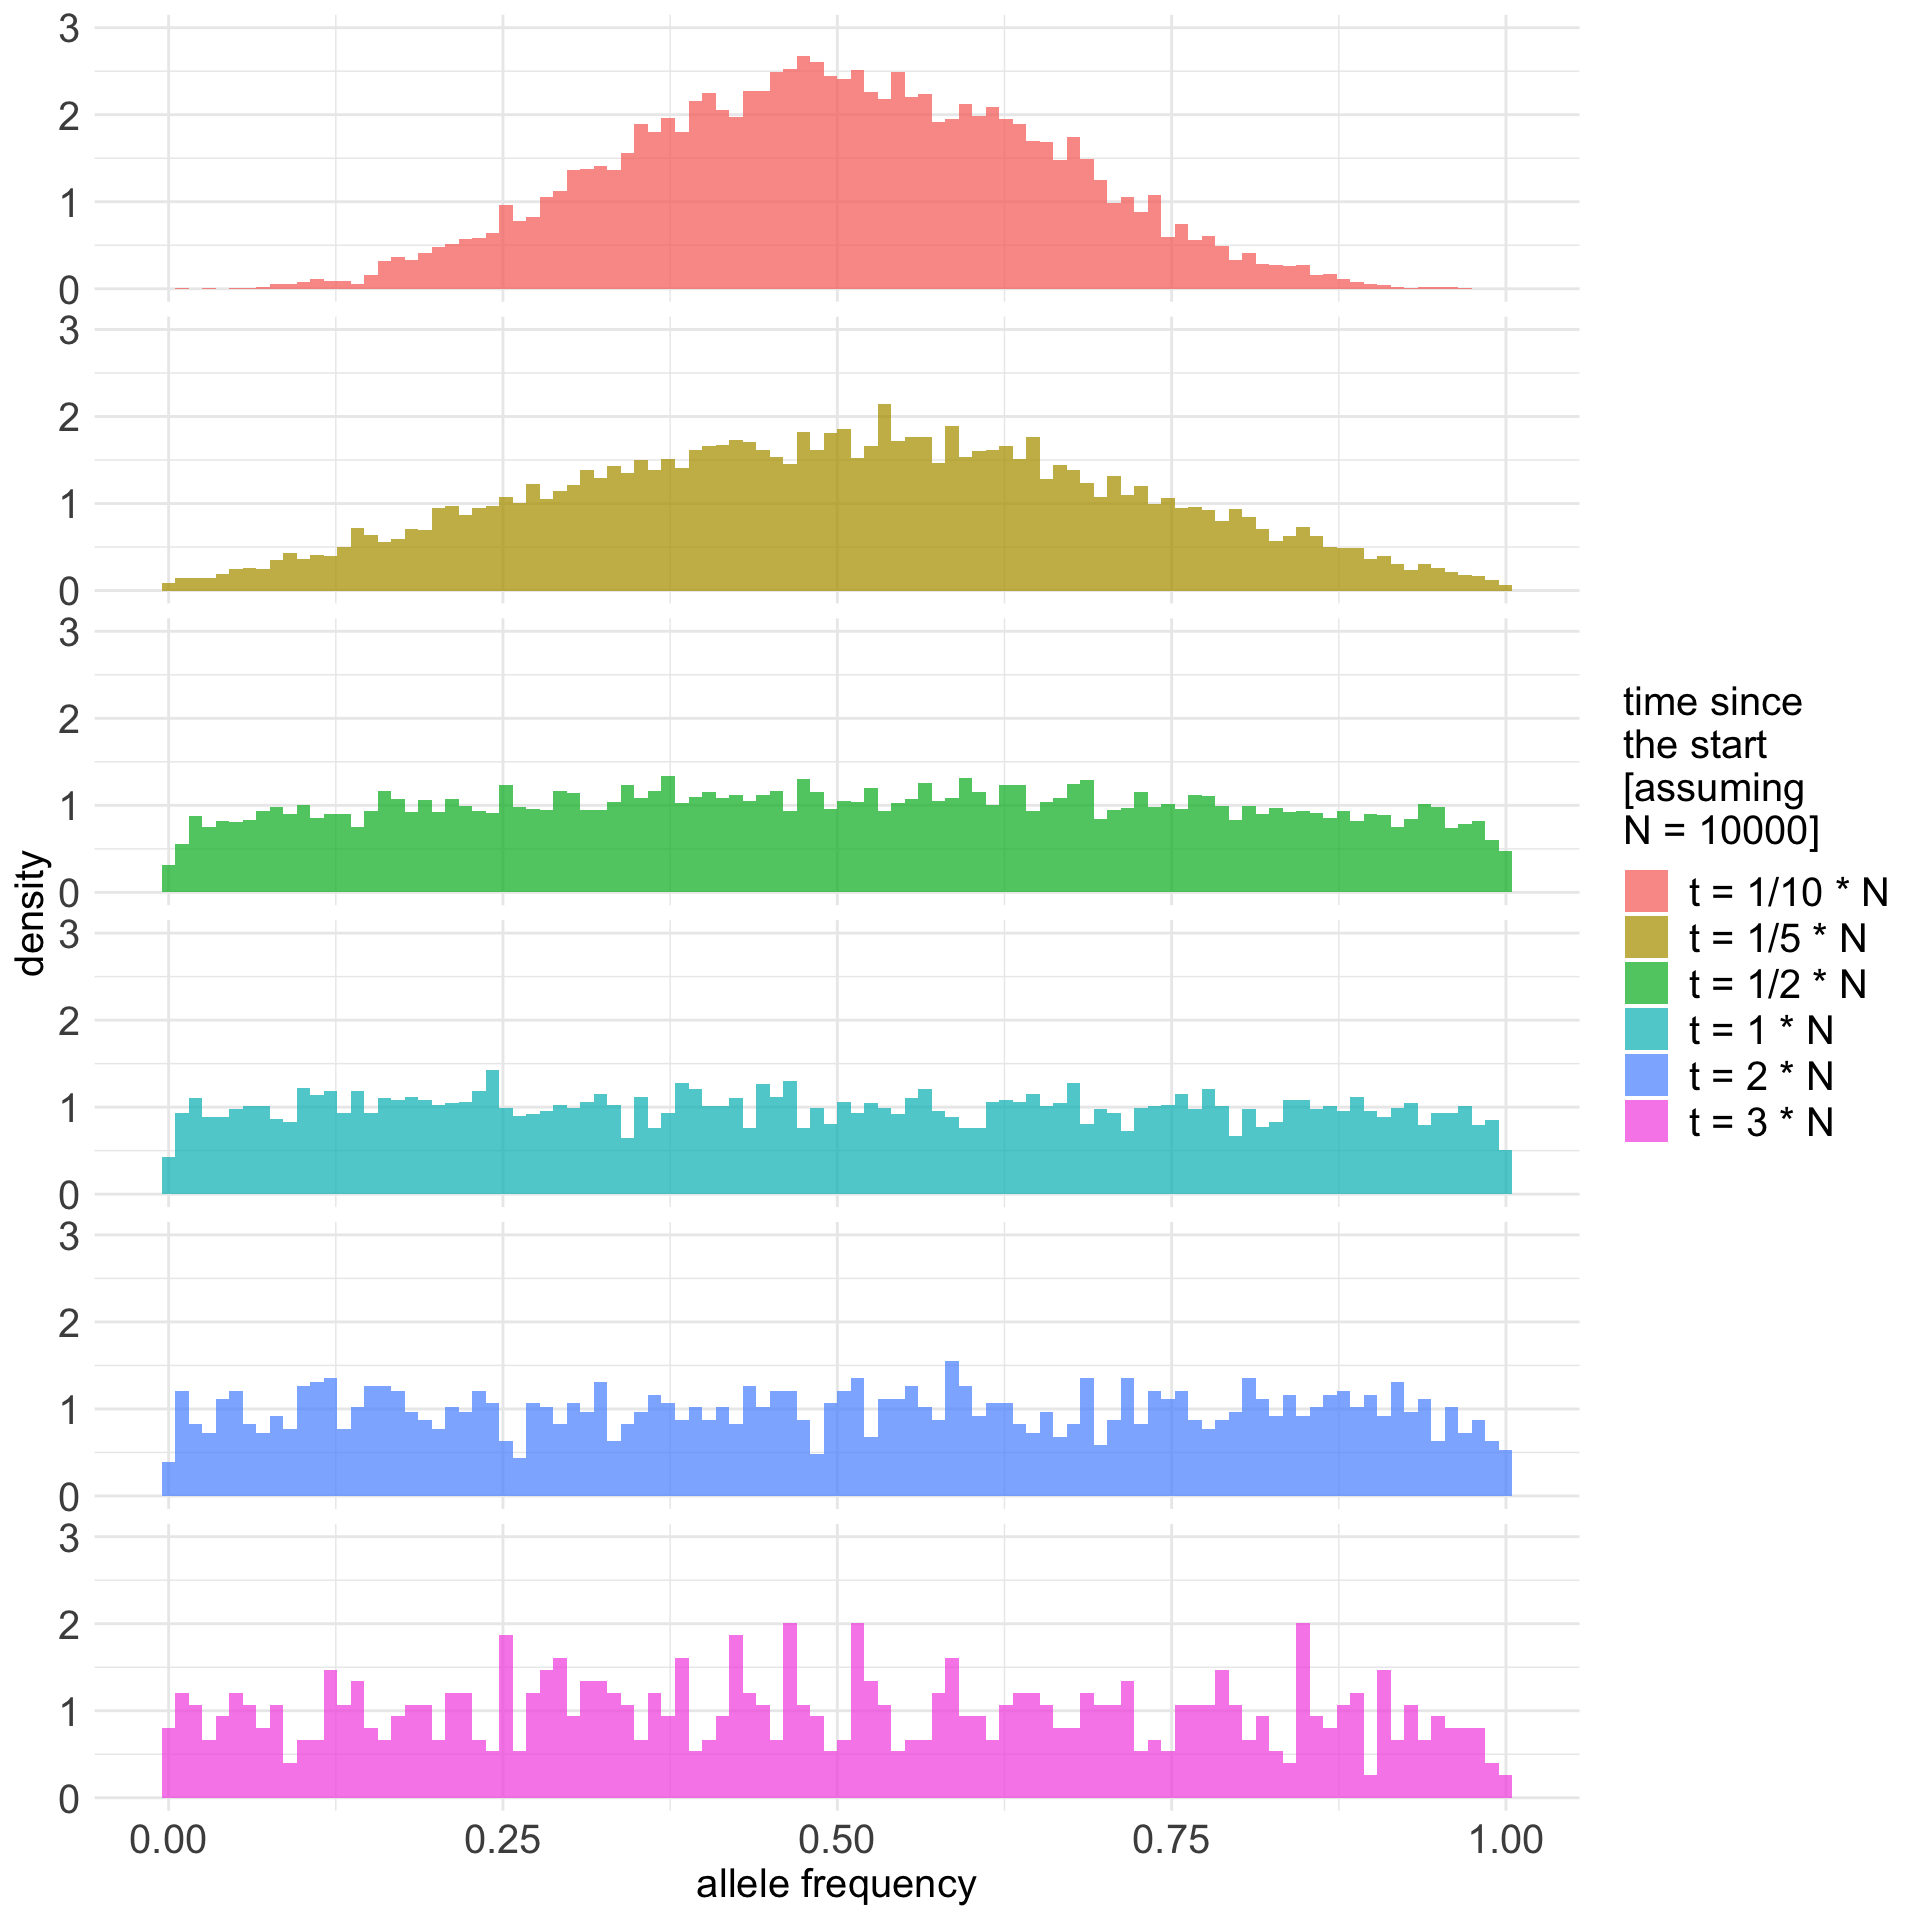 3
2
1
0
3
2
1
0
3
2
1
0
3
2
1
0
3
2
1
0
3
2
1
0
density
0.00 0.25 0.50 0.75 1.00
allele frequency
time since
the start
[assuming
N = 10000]
t = 1/10 * N
t = 1/5 * N
t = 1/2 * N
t = 1 * N
t = 2 * N
t = 3 * N